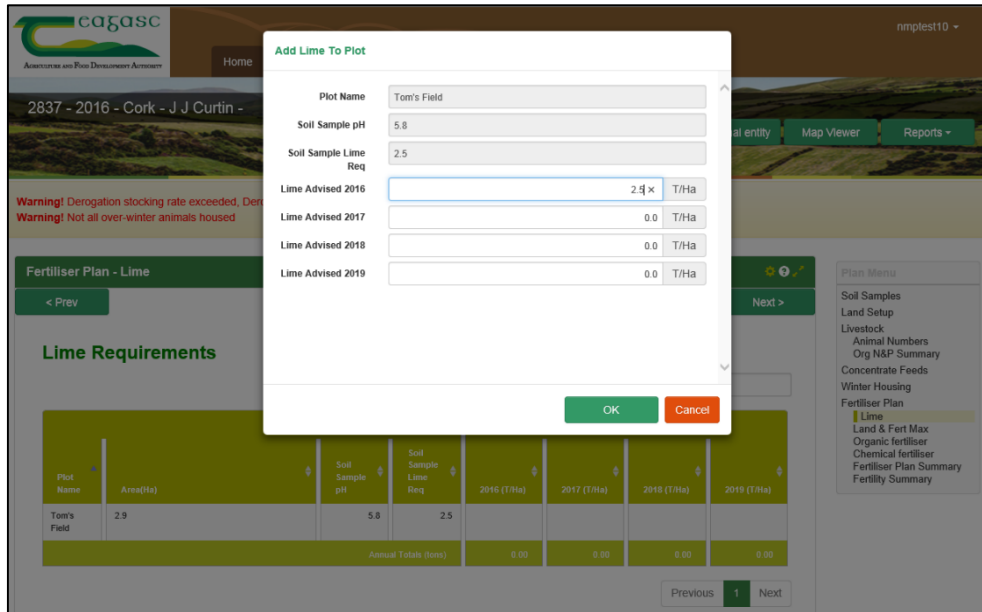 eagasc
AGRICULTURE AND FOOD DEVELOPMENT AUTHORITY
Home
nmptest10
2837 - 2016 - Cork - J J Curtin -
al entity
Map Viewer
Reports
Warning! Derogation stocking rate exceeded, Der
Warning! Not all over-winter animals housed
Add Lime To Plot
Plot Name
Tom's Field
Soil Sample pH
5.8
Soil Sample Lime
Req
2.5
Lime Advised 2016
2.5 × T/Ha
Lime Advised 2017
0.0 T/Ha
Lime Advised 2018
0.0 T/Ha
Lime Advised 2019
0.0 T/Ha
OK
Cancel
Fertiliser Plan - Lime
< Prev
Next >
Lime Requirements
Plot
Name
Area(Ha)
Soil
Sample
pH
Soil
Sample
Lime
Req
2016 (T/Ha)
2017 (T/Ha)
2018 (T/Ha)
2019 (T/Ha)
Tom's
Field
2.9
5.8
2.5
Annual Totals (tons)
0.00
0.00
0.00
0.00
Previous
1
Next
Plan Menu
Soil Samples
Land Setup
Livestock
Animal Numbers
Org N&P Summary
Concentrate Feeds
Winter Housing
Fertiliser Plan
Lime
Land & Fert Max
Organic fertiliser
Chemical fertiliser
Fertiliser Plan Summary
Fertility Summary